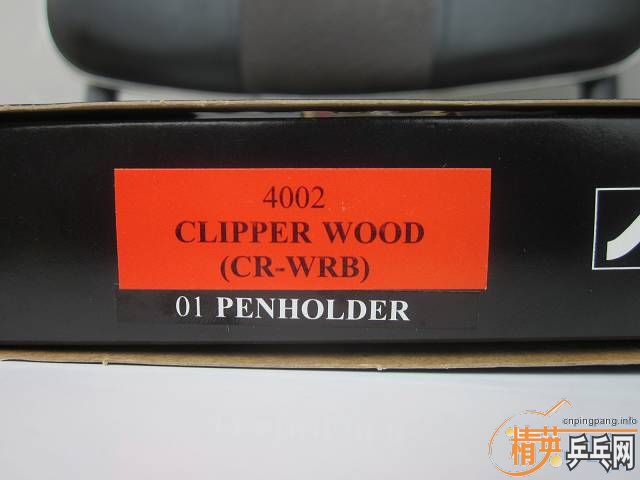 4002
CLIPPER WOOD
(CR-WRB)
01 PENHOLDER
cnpingpang.info
精英乒乓网